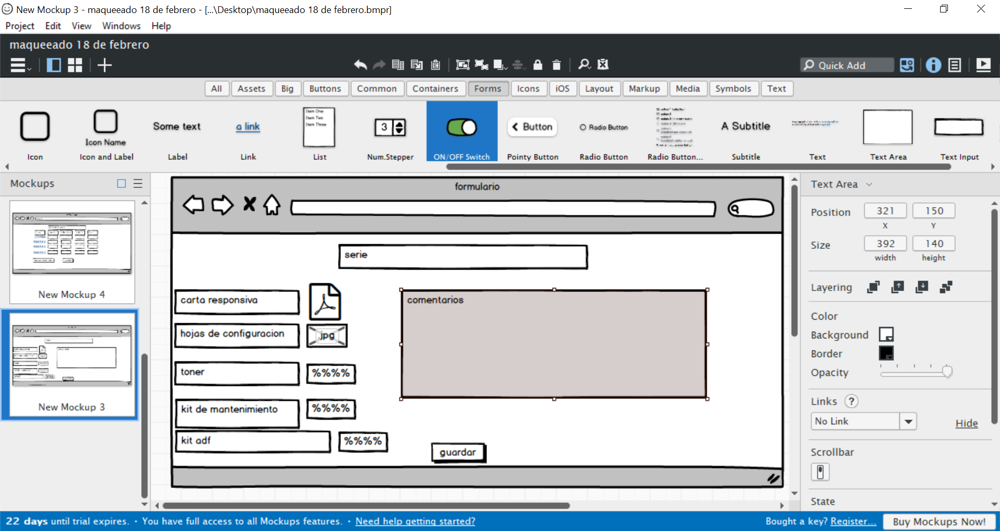 New Mockup 3 - maqueeado 18 de febrero - [...\Desktop\maqueeado 18 de febrero.bmpr]
Project Edit View Windows Help
maqueeado 18 de febrero
Quick Add
All Assets Big Buttons Common Containers Forms Icons iOS Layout Markup Media Symbols Text
Item One
Item Two
Item Three
Some text
a link
3
Button
Radio Button
A Subtitle
Icon Name
Icon
Icon and Label
Label
Link
List
Num.Stepper
ON/OFF Switch
Pointy Button
Radio Button
Radio Button...
Subtitle
Text
Text Area
Text Input
Mockups
New Mockup 4
New Mockup 3
formulario
serie
carta responsiva
hojas de configuracion
.jpg
toner
%%%%
kit de mantenimiento
%%%%
kit adf
%%%%
comentarios
guardar
Text Area
Position 321 150
X Y
Size 392 140
width height
Layering
Color
Background
Border
Opacity
Links ?
No Link
Hide
Scrollbar
State
22 days until trial expires. · You have full access to all Mockups features. · Need help getting started?
Bought a key? Register... Buy Mockups Now!